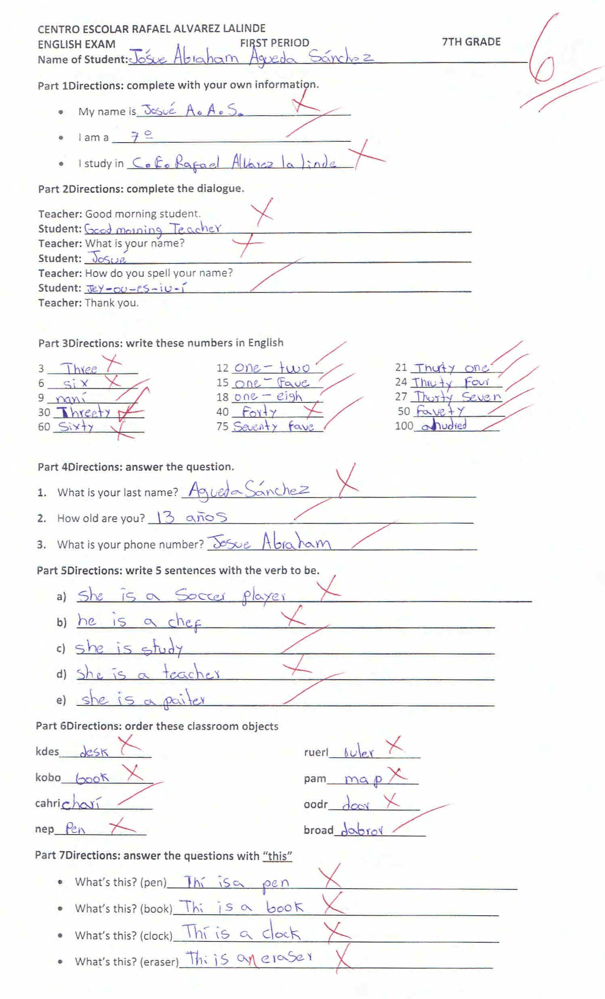 CENTRO ESCOLAR RAFAEL ALVAREZ LALINDE
ENGLISH EXAM FIRST PERIOD 7TH GRADE
Name of Student: Josúe Abraham Agueda Sánchez
6
Part 1Directions: complete with your own information.
• My name is Josué A. A. S.
• I am a 7º
• I study in C.E. Rafael Alvarez la linde
Part 2Directions: complete the dialogue.
Teacher: Good morning student.
Student: Good morning Teacher
Teacher: What is your name?
Student: Josué
Teacher: How do you spell your name?
Student: Jey-ou-es-iu-í
Teacher: Thank you.
Part 3Directions: write these numbers in English
3 Three 12 one-two 21 Thurty one
6 six 15 one-Fave 24 Thruty Four
9 naní 18 one-eigh 27 Thurty Seven
30 Threety 40 Forty 50 Favety
60 Sixty 75 Seventy fave 100 ahudred
Part 4Directions: answer the question.
1. What is your last name? Agueda Sánchez
2. How old are you? 13 años
3. What is your phone number? Josue Abraham
Part 5Directions: write 5 sentences with the verb to be.
a) She is a Soccer player
b) he is a chef
c) she is study
d) she is a teacher
e) she is a paiter
Part 6Directions: order these classroom objects
kdes desk ruerl ruler
kobo book pam map
cahri charí oodr door
nep Pen broad dabror
Part 7Directions: answer the questions with "this"
• What's this? (pen) Thi is a pen
• What's this? (book) Thi is a book
• What's this? (clock) Thi is a clock
• What's this? (eraser) Thi is an eraser